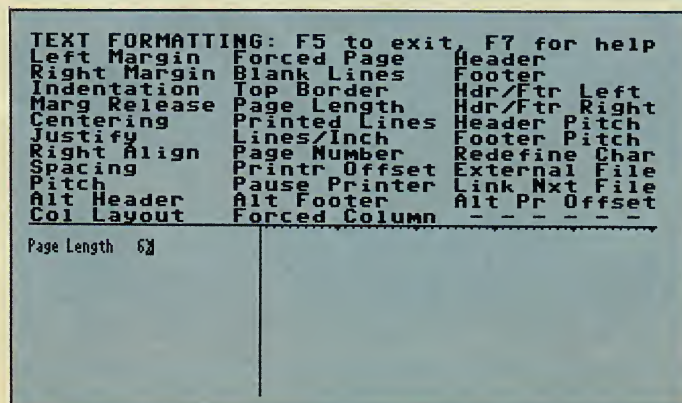 TEXT FORMATTING: F5 to exit, F7 for help
Left Margin Forced Page Header
Right Margin Blank Lines Footer
Indentation Top Border Hdr/Ftr Left
Marg Release Page Length Hdr/Ftr Right
Centering Printed Lines Header Pitch
Justify Lines/Inch Footer Pitch
Right Align Page Number Redefine Char
Spacing Printr Offset External File
Pitch Pause Printer Link Nxt File
Alt Header Alt Footer Alt Pr Offset
Col Layout Forced Column - - - - - -
Page Length